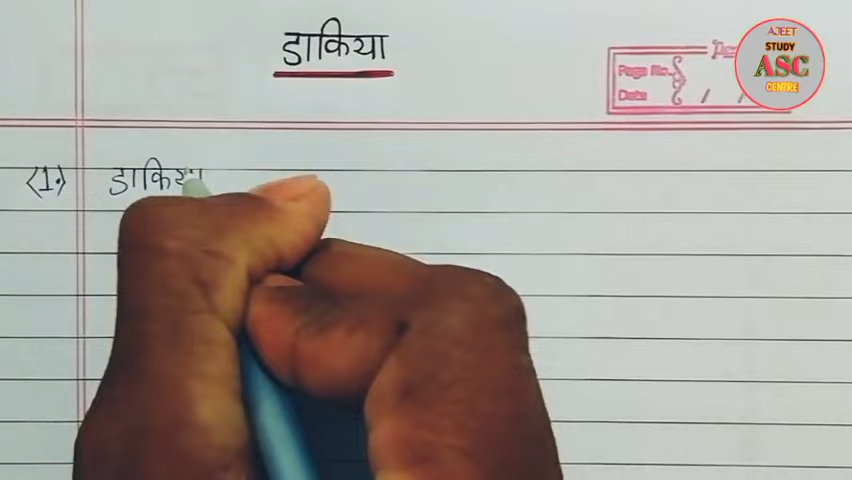 डाकिया
Page No.
Date / /
AJEET
STUDY
ASC
CENTRE
(1.) डाकिया